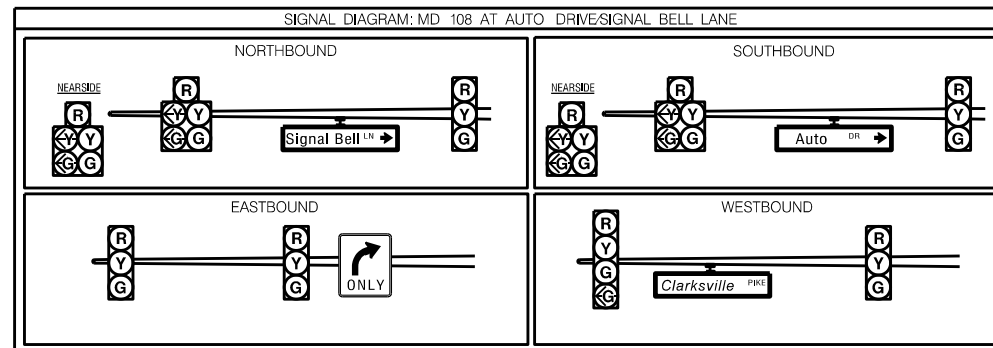 SIGNAL DIAGRAM: MD 108 AT AUTO DRIVE/SIGNAL BELL LANE
NORTHBOUND
NEARSIDE
R
Y Y
G G
R
Y Y
G G
Signal Bell LN
R
Y
G
SOUTHBOUND
NEARSIDE
R
Y Y
G G
R
Y Y
G G
Auto DR
R
Y
G
EASTBOUND
R
Y
G
R
Y
G
ONLY
WESTBOUND
R
Y
G
G
Clarksville PIKE
R
Y
G